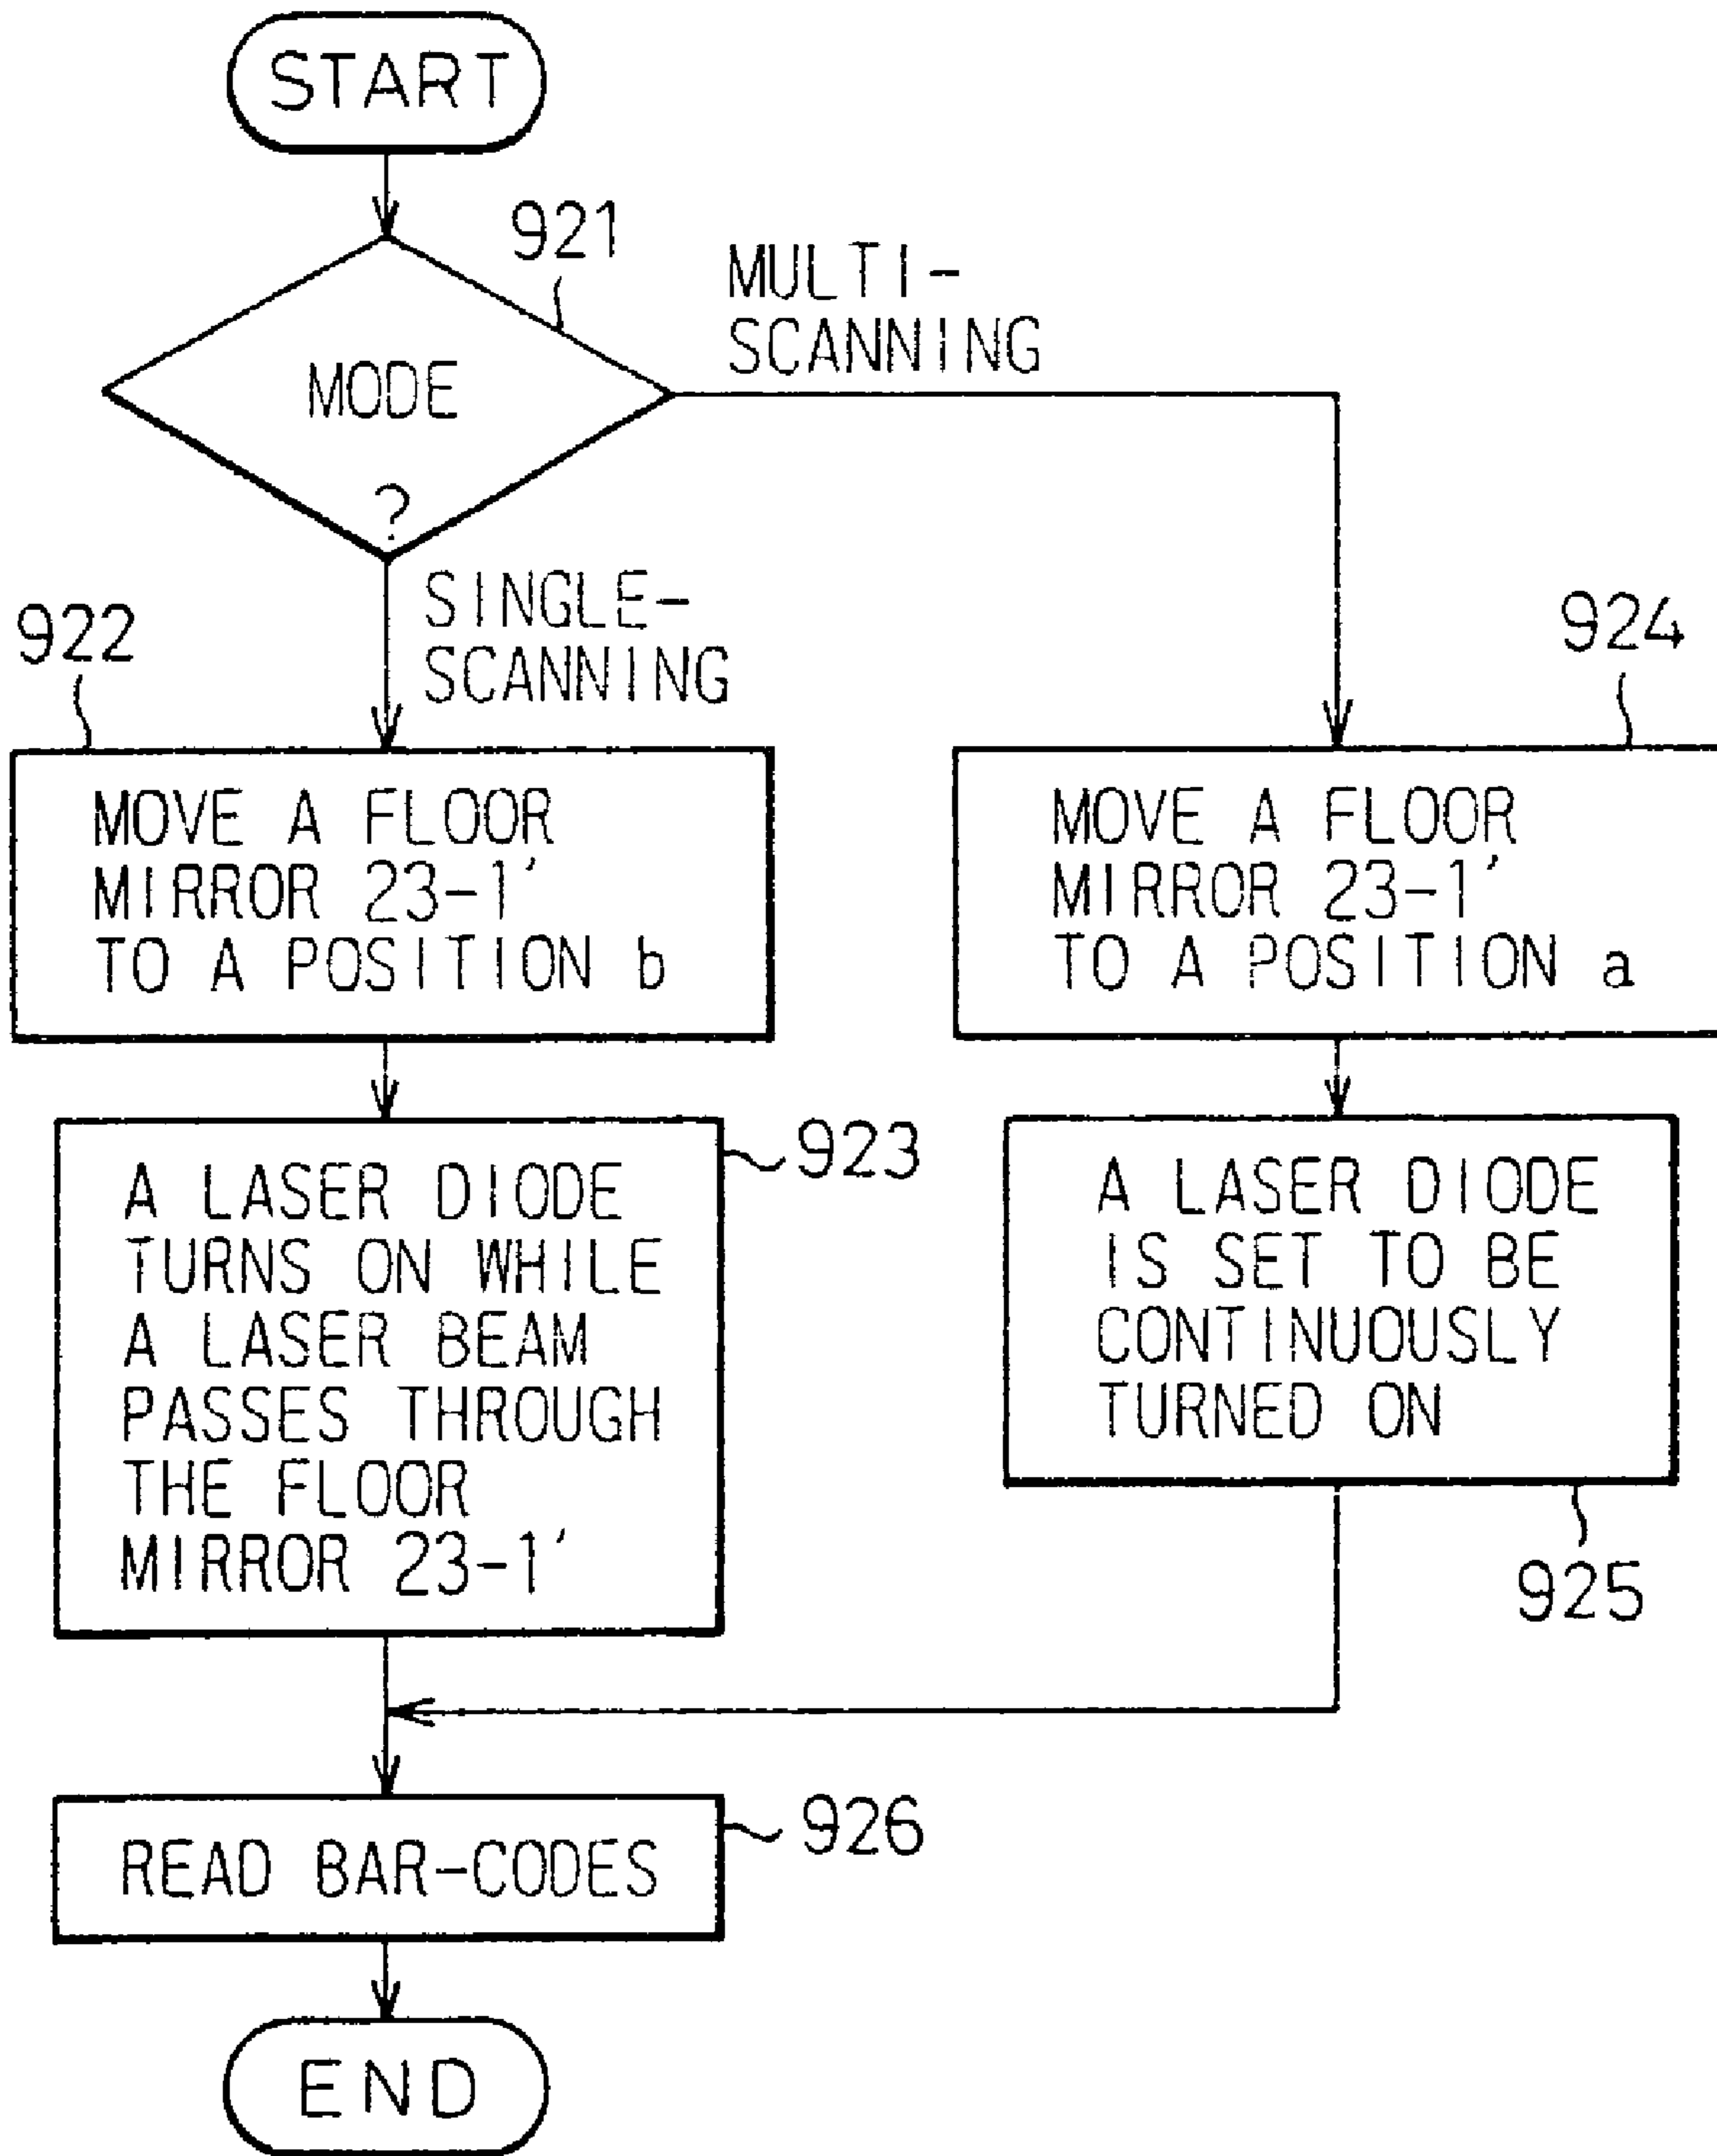 START
921
MODE
?
MULTI-
SCANNING
SINGLE-
SCANNING
922
MOVE A FLOOR
MIRROR 23-1'
TO A POSITION b
924
MOVE A FLOOR
MIRROR 23-1'
TO A POSITION a
923
A LASER DIODE
TURNS ON WHILE
A LASER BEAM
PASSES THROUGH
THE FLOOR
MIRROR 23-1'
A LASER DIODE
IS SET TO BE
CONTINUOUSLY
TURNED ON
925
926
READ BAR-CODES
END